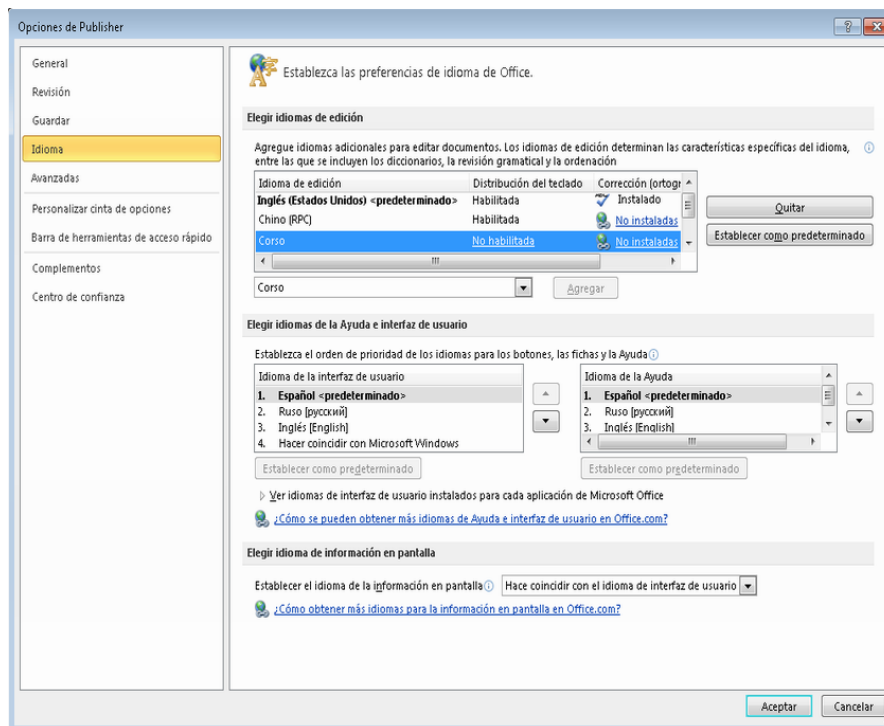 Opciones de Publisher
General
Revisión
Guardar
Idioma
Avanzadas
Personalizar cinta de opciones
Barra de herramientas de acceso rápido
Complementos
Centro de confianza
Establezca las preferencias de idioma de Office.
Elegir idiomas de edición
Agregue idiomas adicionales para editar documentos. Los idiomas de edición determinan las características específicas del idioma,
entre las que se incluyen los diccionarios, la revisión gramatical y la ordenación
Idioma de edición Distribución del teclado Corrección (ortogr
Inglés (Estados Unidos) <predeterminado> Habilitada Instalado
Chino (RPC) Habilitada No instaladas
Corso No habilitada No instaladas
Quitar
Establecer como predeterminado
Corso Agregar
Elegir idiomas de la Ayuda e interfaz de usuario
Establezca el orden de prioridad de los idiomas para los botones, las fichas y la Ayuda
Idioma de la interfaz de usuario
1. Español <predeterminado>
2. Ruso [русский]
3. Inglés [English]
4. Hacer coincidir con Microsoft Windows
Establecer como predeterminado
Idioma de la Ayuda
1. Español <predeterminado>
2. Ruso [русский]
3. Inglés [English]
Establecer como predeterminado
Ver idiomas de interfaz de usuario instalados para cada aplicación de Microsoft Office
¿Cómo se pueden obtener más idiomas de Ayuda e interfaz de usuario en Office.com?
Elegir idioma de información en pantalla
Establecer el idioma de la información en pantalla Hace coincidir con el idioma de interfaz de usuario
¿Cómo obtener más idiomas para la información en pantalla en Office.com?
Aceptar Cancelar